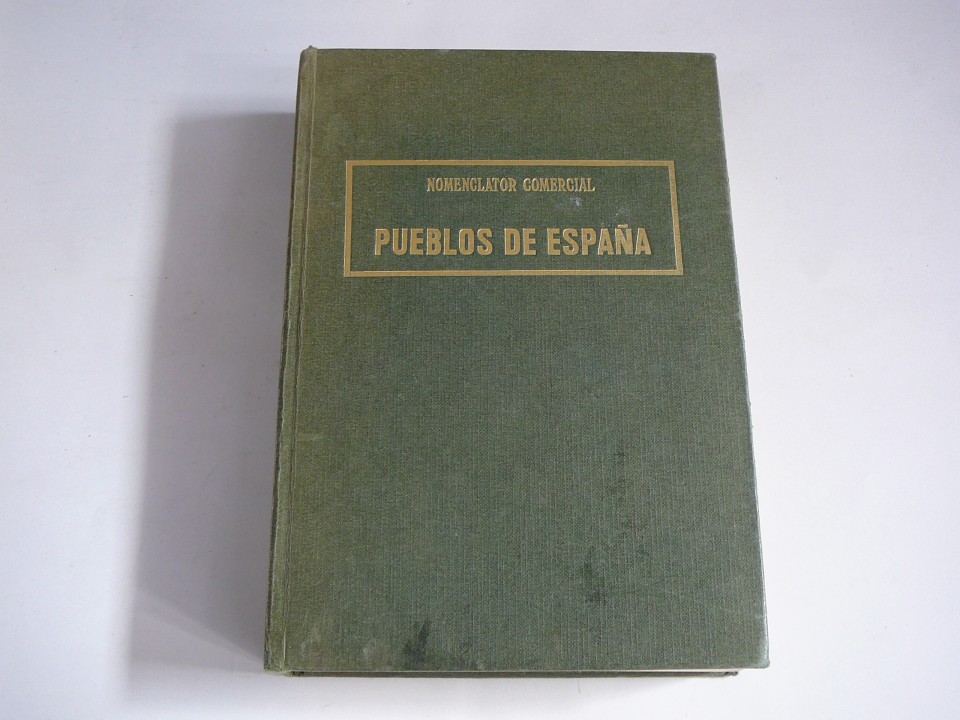 NOMENCLATOR COMERCIAL
PUEBLOS DE ESPAÑA